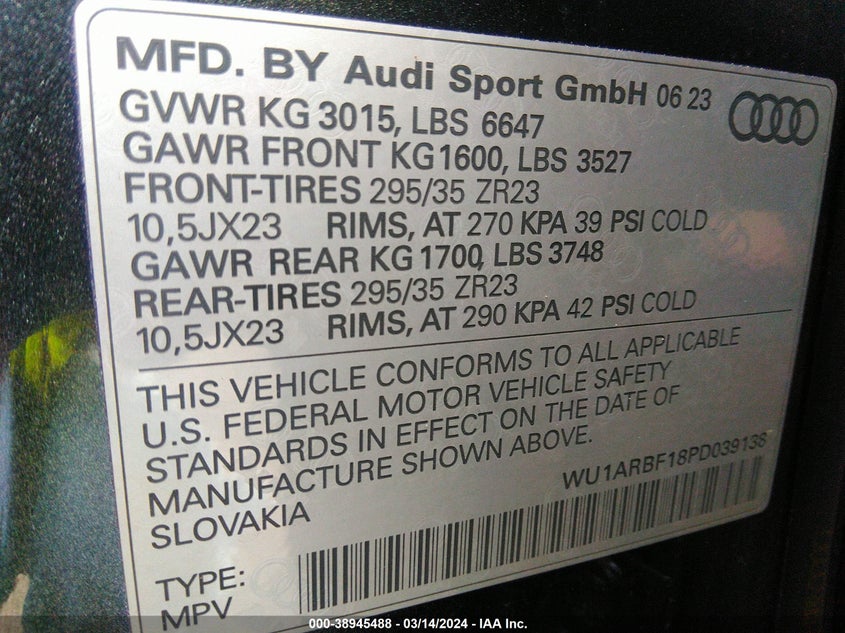 MFD. BY Audi Sport GmbH 06 23
GVWR KG 3015, LBS 6647
GAWR FRONT KG 1600, LBS 3527
FRONT-TIRES 295/35 ZR23
10,5JX23 RIMS, AT 270 KPA 39 PSI COLD
GAWR REAR KG 1700, LBS 3748
REAR-TIRES 295/35 ZR23
10,5JX23 RIMS, AT 290 KPA 42 PSI COLD
THIS VEHICLE CONFORMS TO ALL APPLICABLE
U.S. FEDERAL MOTOR VEHICLE SAFETY
STANDARDS IN EFFECT ON THE DATE OF
MANUFACTURE SHOWN ABOVE.
WU1ARBF18PD039138
SLOVAKIA
TYPE:
MPV
000-38945488 - 03/14/2024 - IAA Inc.